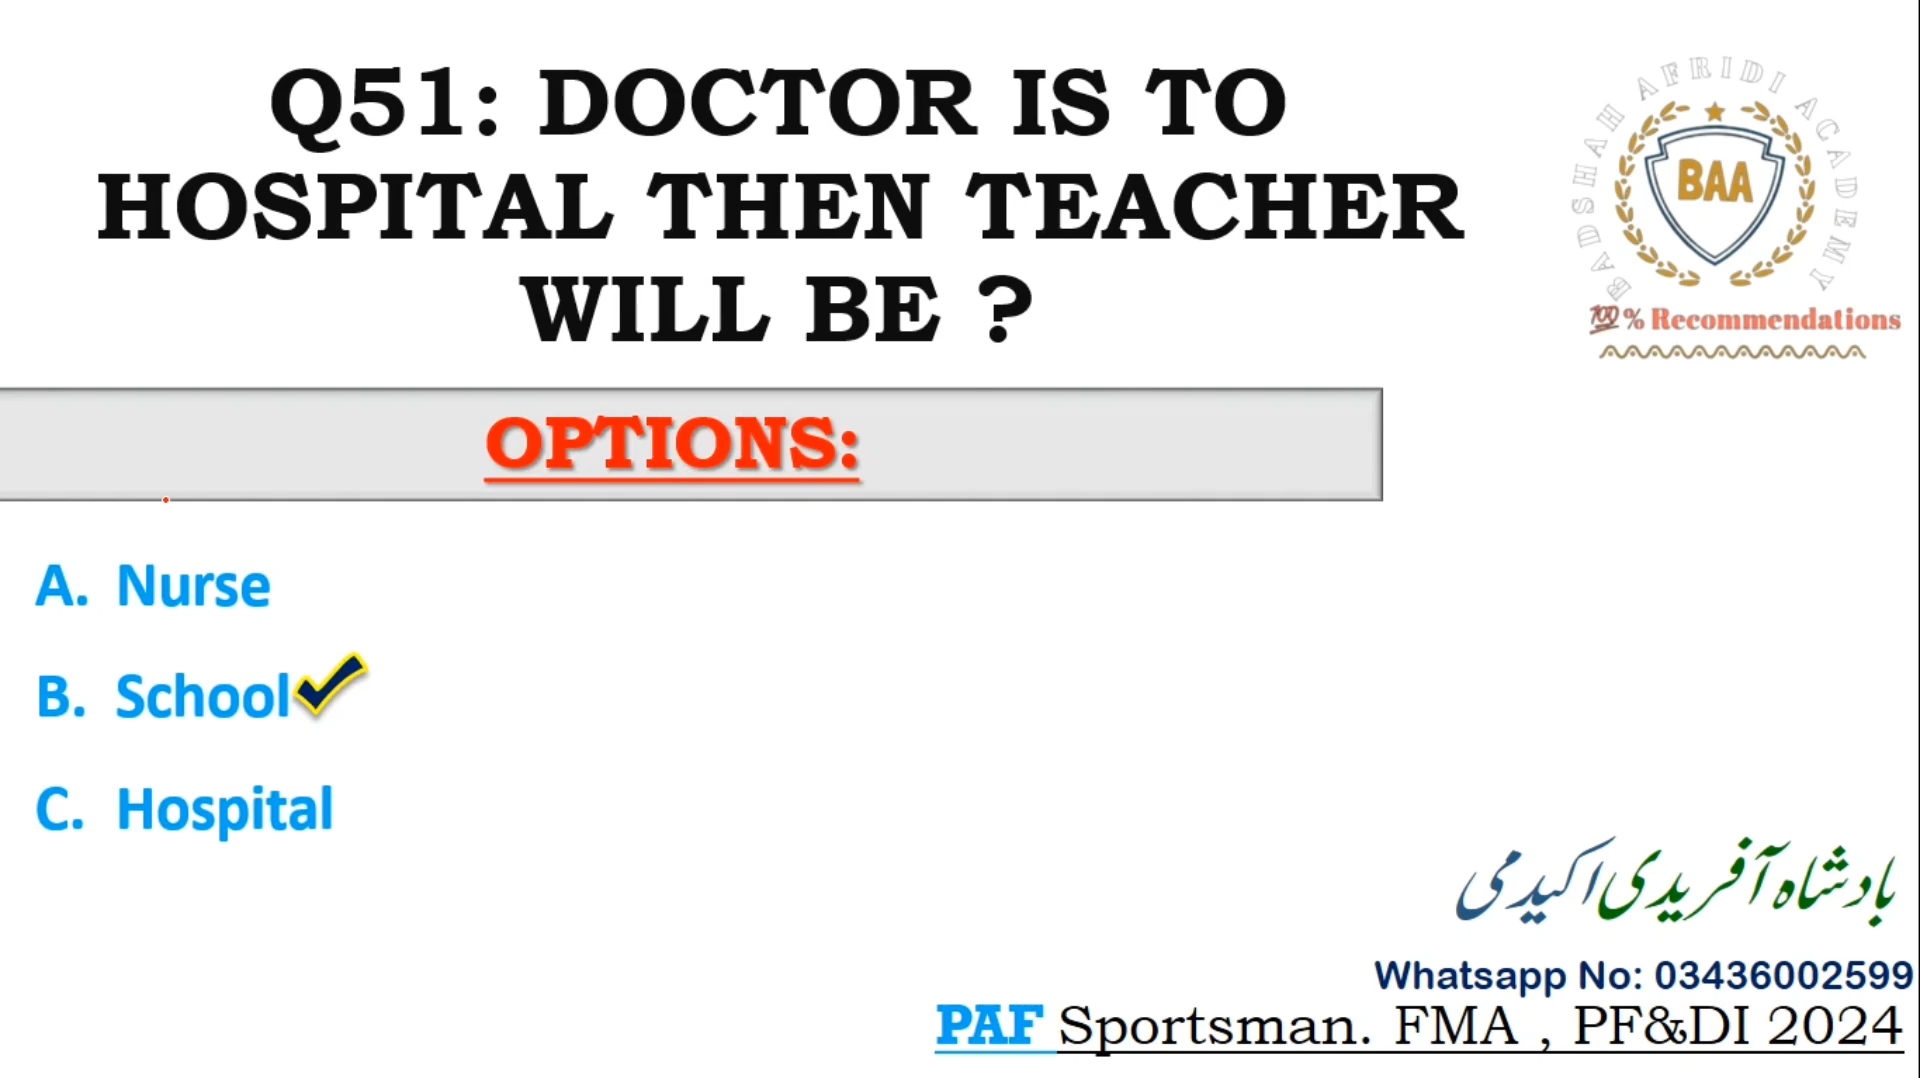 Q51: DOCTOR IS TO
HOSPITAL THEN TEACHER
WILL BE ?
BADSHAH AFRIDI ACADEMY
BAA
💯% Recommendations
OPTIONS:
A. Nurse
B. School
C. Hospital
بادشاہ آفریدی اکیدمی
Whatsapp No: 03436002599
PAF Sportsman. FMA , PF&DI 2024